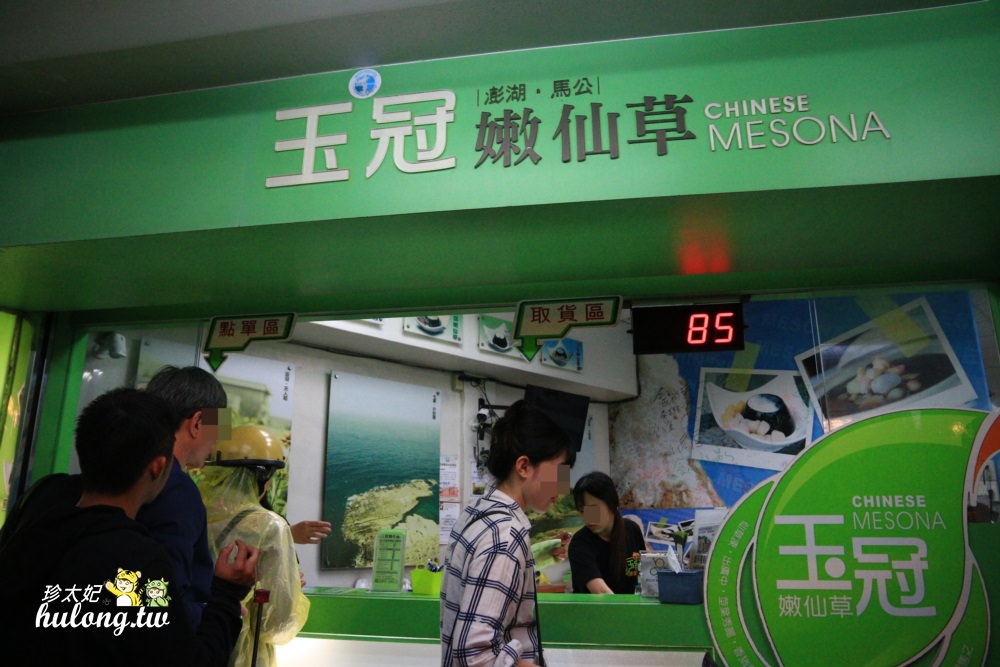 玉冠
|澎湖・馬公|
嫩仙草
CHINESE
MESONA
點單區
取貨區
85
CHINESE
MESONA
玉冠
嫩仙草
珍太妃
hulong.tw